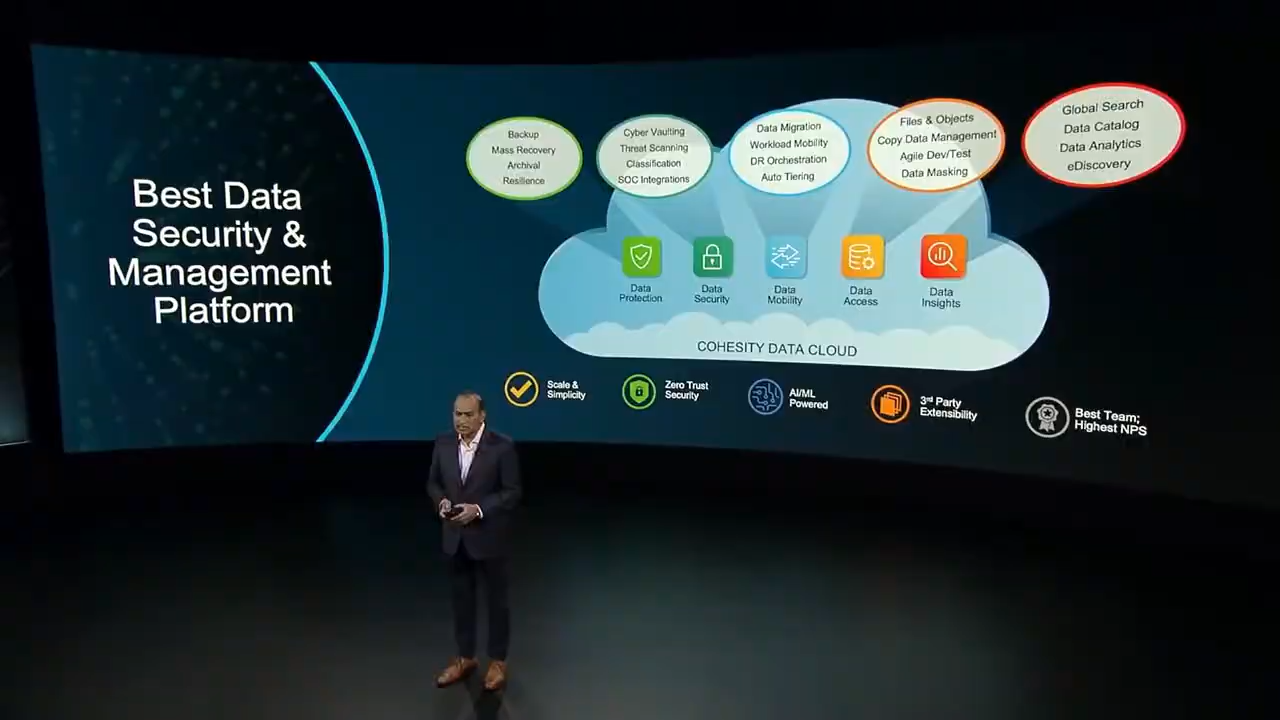 Best Data
Security &
Management
Platform
Backup
Mass Recovery
Archival
Resilience
Cyber Vaulting
Threat Scanning
Classification
SOC Integrations
Data Migration
Workload Mobility
DR Orchestration
Auto Tiering
Files & Objects
Copy Data Management
Agile Dev/Test
Data Masking
Global Search
Data Catalog
Data Analytics
eDiscovery
Data
Protection
Data
Security
Data
Mobility
Data
Access
Data
Insights
COHESITY DATA CLOUD
Scale &
Simplicity
Zero Trust
Security
AI/ML
Powered
3rd Party
Extensibility
Best Team;
Highest NPS